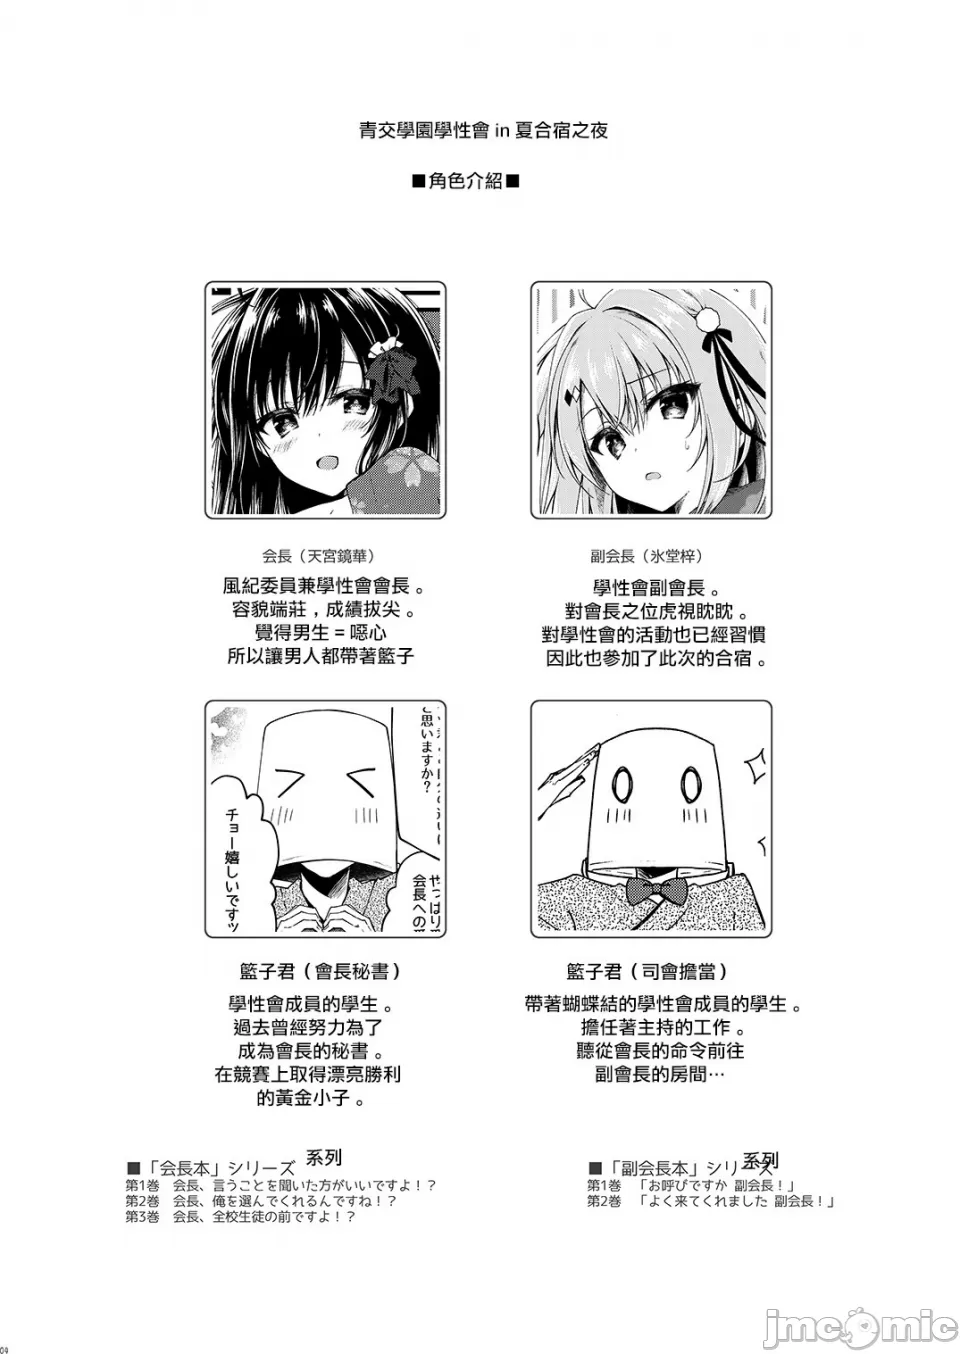 青交學園學性會 in 夏合宿之夜
■角色介紹■
会長（天宮鏡華）
風紀委員兼學性會會長。
容貌端莊，成績拔尖。
覺得男生＝噁心
所以讓男人都帶著籃子
副会長（氷堂梓）
學性會副會長。
對會長之位虎視眈眈。
對學性會的活動也已經習慣
因此也參加了此次的合宿。
思いますか？
チョー嬉しいですッ
やっぱり
会長への
籃子君（會長秘書）
學性會成員的學生。
過去曾經努力為了
成為會長的秘書。
在競賽上取得漂亮勝利
的黃金小子。
籃子君（司會擔當）
帶著蝴蝶結的學性會成員的學生。
擔任著主持的工作。
聽從會長的命令前往
副會長的房間…
■「会長本」シリーズ 系列
第1巻　会長、言うことを聞いた方がいいですよ！？
第2巻　会長、俺を選んでくれるんですね！？
第3巻　会長、全校生徒の前ですよ！？
■「副会長本」シリーズ 系列
第1巻　「お呼びですか 副会長！」
第2巻　「よく来てくれました 副会長！」
04
jmcomic